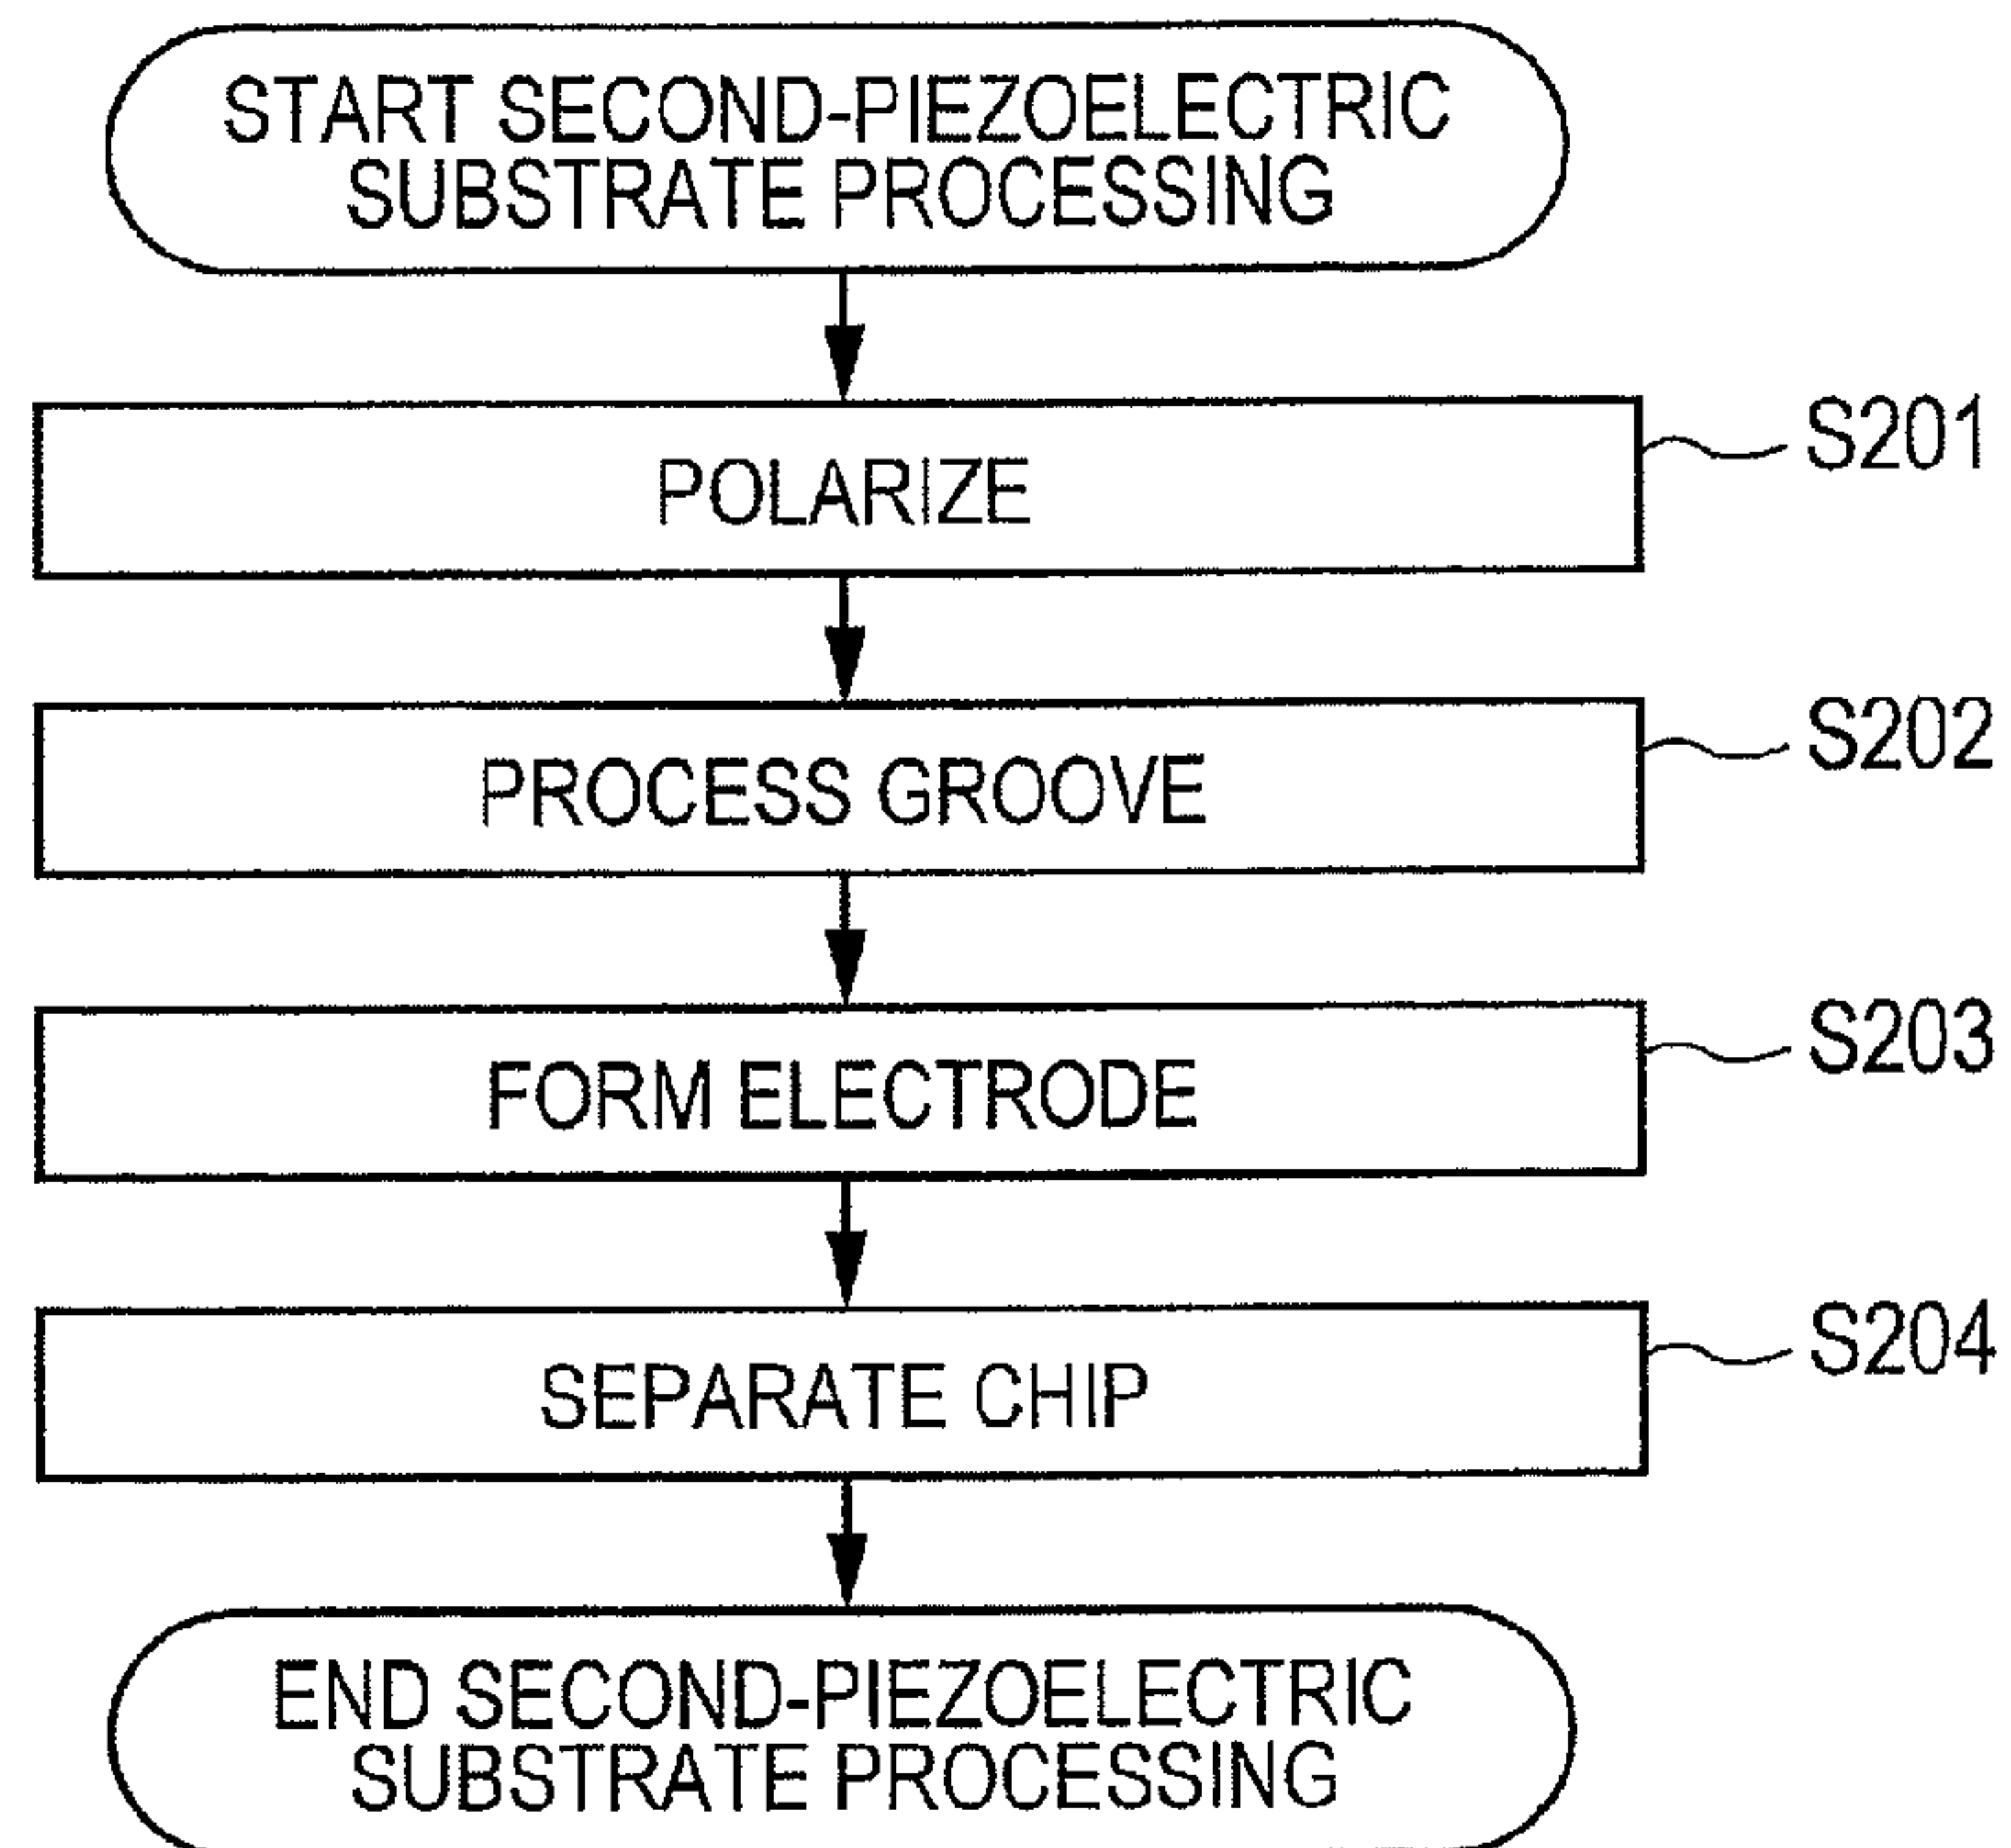 START SECOND-PIEZOELECTRIC
SUBSTRATE PROCESSING
POLARIZE
S201
PROCESS GROOVE
S202
FORM ELECTRODE
S203
SEPARATE CHIP
S204
END SECOND-PIEZOELECTRIC
SUBSTRATE PROCESSING